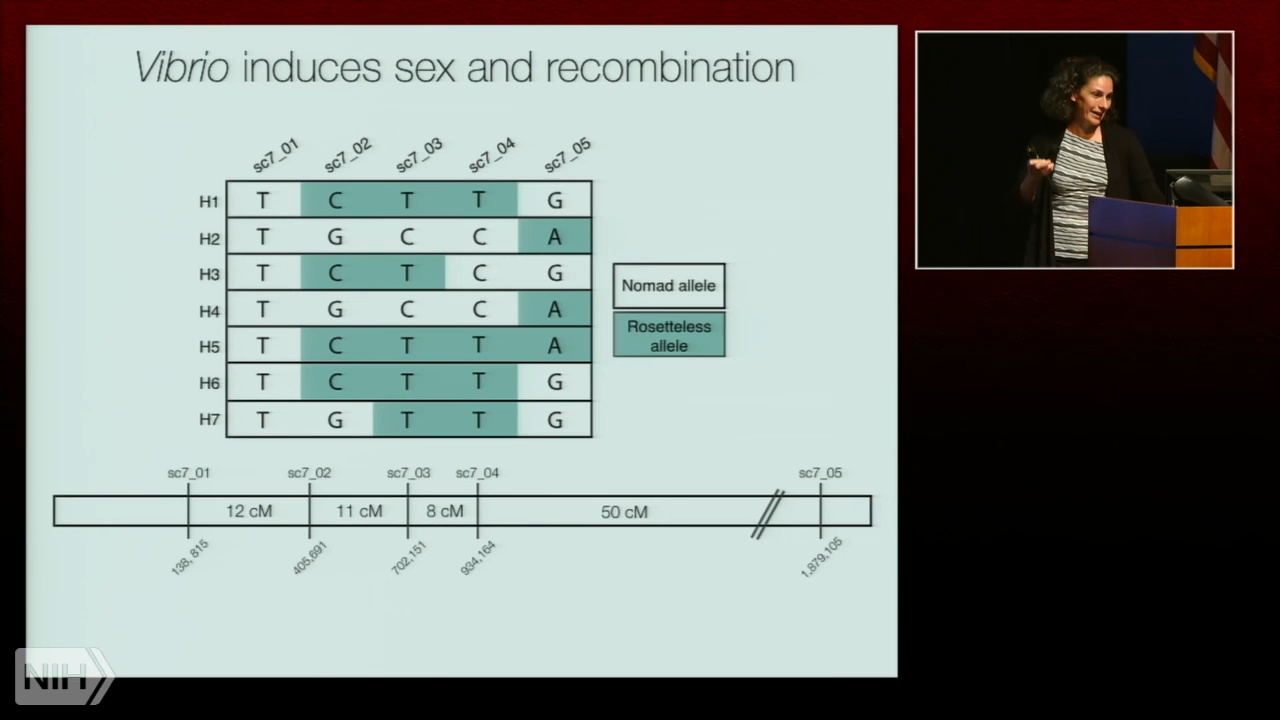 Vibrio induces sex and recombination
sc7_01 sc7_02 sc7_03 sc7_04 sc7_05
H1 T C T T G
H2 T G C C A
H3 T C T C G
H4 T G C C A
H5 T C T T A
H6 T C T T G
H7 T G T T G
Nomad allele
Rosetteless
allele
sc7_01 sc7_02 sc7_03 sc7_04 sc7_05
12 cM 11 cM 8 cM 50 cM
138, 815 405,691 702,151 934,164 1,879,105
NIH